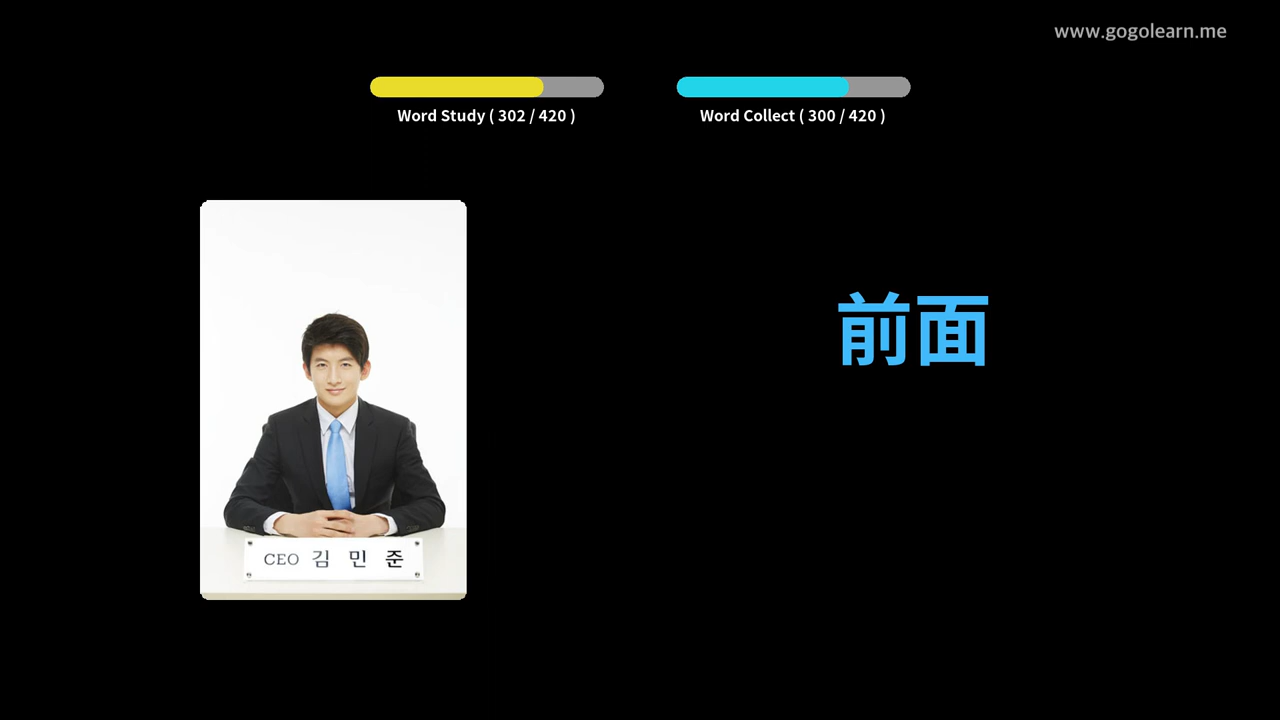 www.gogolearn.me
Word Study ( 302 / 420 )
Word Collect ( 300 / 420 )
前面
CEO 김 민 준